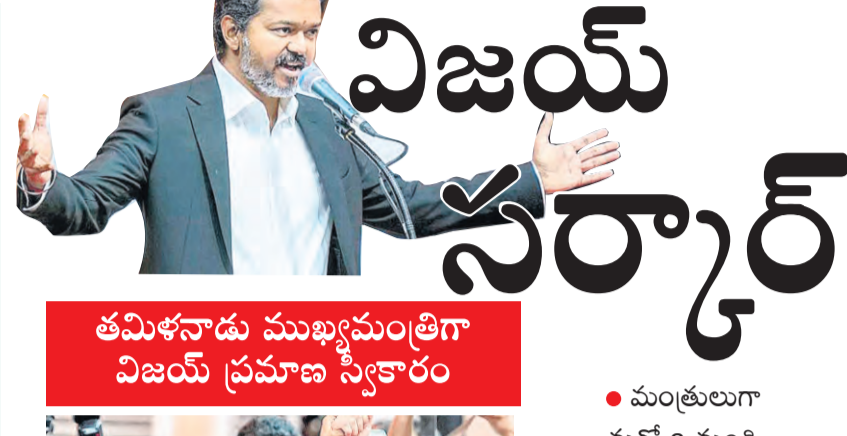 విజయ్
సర్కార్
తమిళనాడు ముఖ్యమంత్రిగా
విజయ్ ప్రమాణ స్వీకారం
• మంత్రులుగా